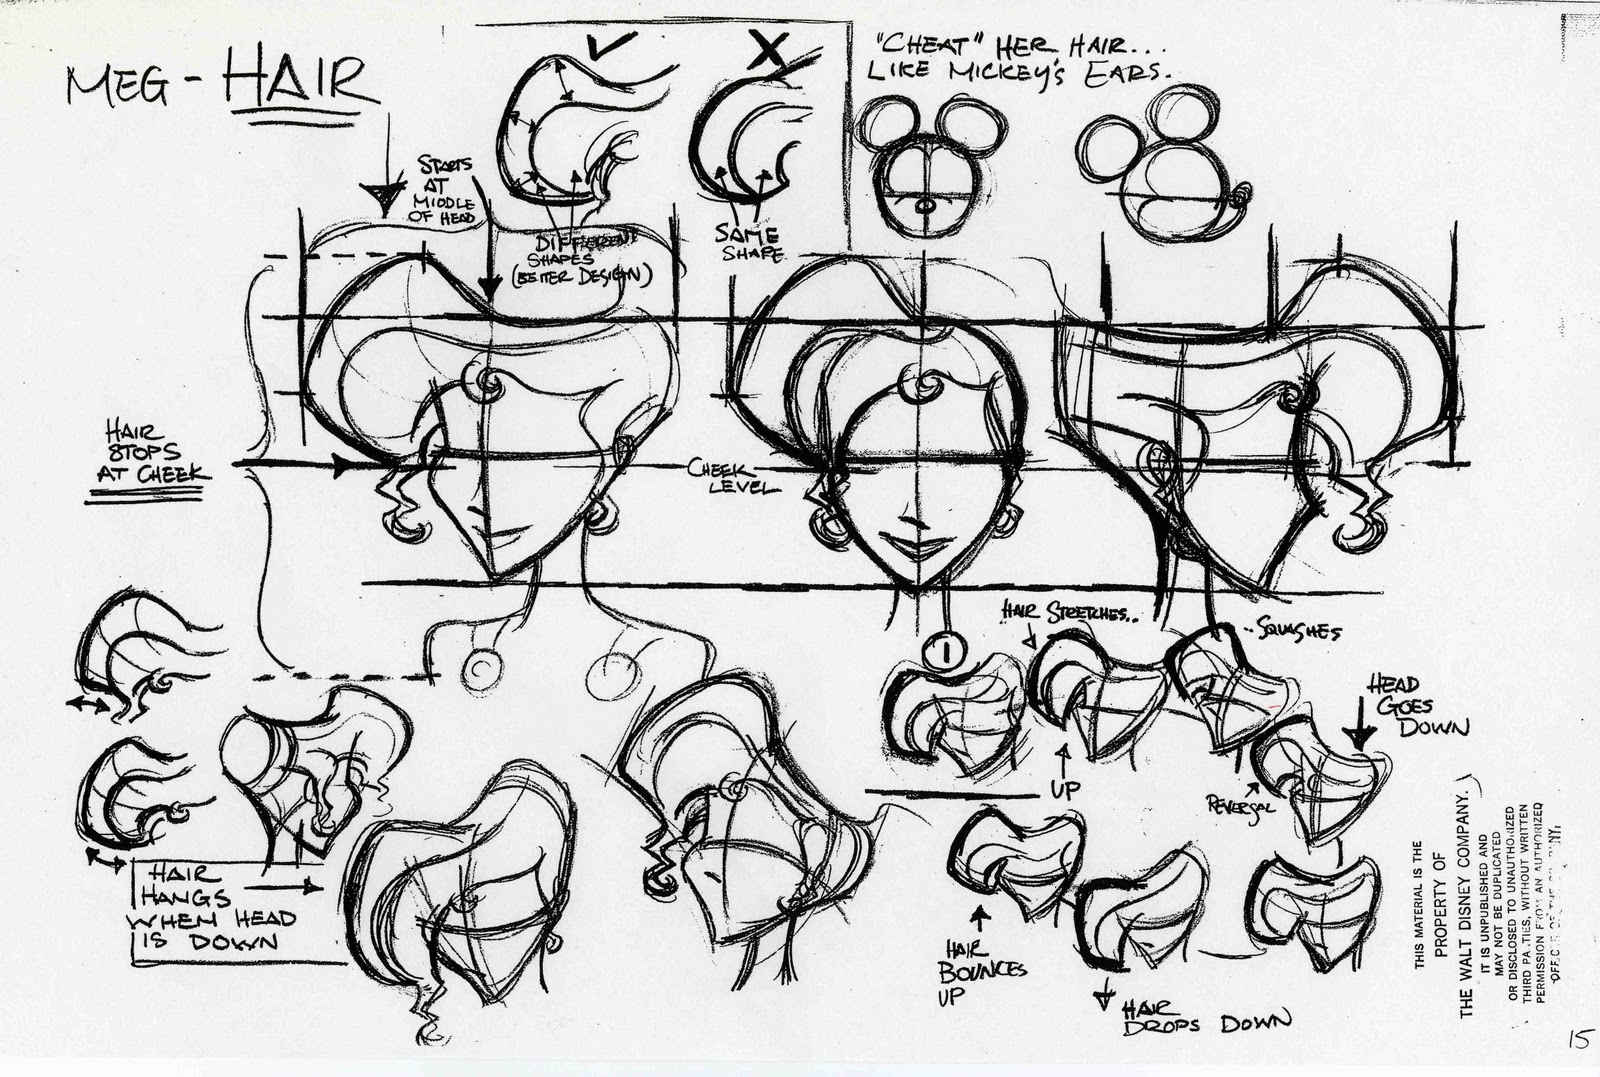 MEG - HAIR
STARTS
AT
MIDDLE
OF HEAD
✓
X
DIFFERENT
SHAPES
(BETTER DESIGN)
SAME
SHAPE
"CHEAT" HER HAIR...
LIKE MICKEY'S EARS.
HAIR
STOPS
AT CHEEK
CHEEK
LEVEL
HAIR
HANGS
WHEN HEAD
IS DOWN
1
HAIR STRETCHES..
..SQUASHES
UP
HEAD
GOES
DOWN
REVERSAL
HAIR
BOUNCES
UP
HAIR
DROPS DOWN
THIS MATERIAL IS THE
PROPERTY OF
THE WALT DISNEY COMPANY.
IT IS UNPUBLISHED AND
MAY NOT BE DUPLICATED
OR DISCLOSED TO UNAUTHORIZED
THIRD PARTIES, WITHOUT WRITTEN
PERMISSION FROM AN AUTHORIZED
OFFICER OF THE
15